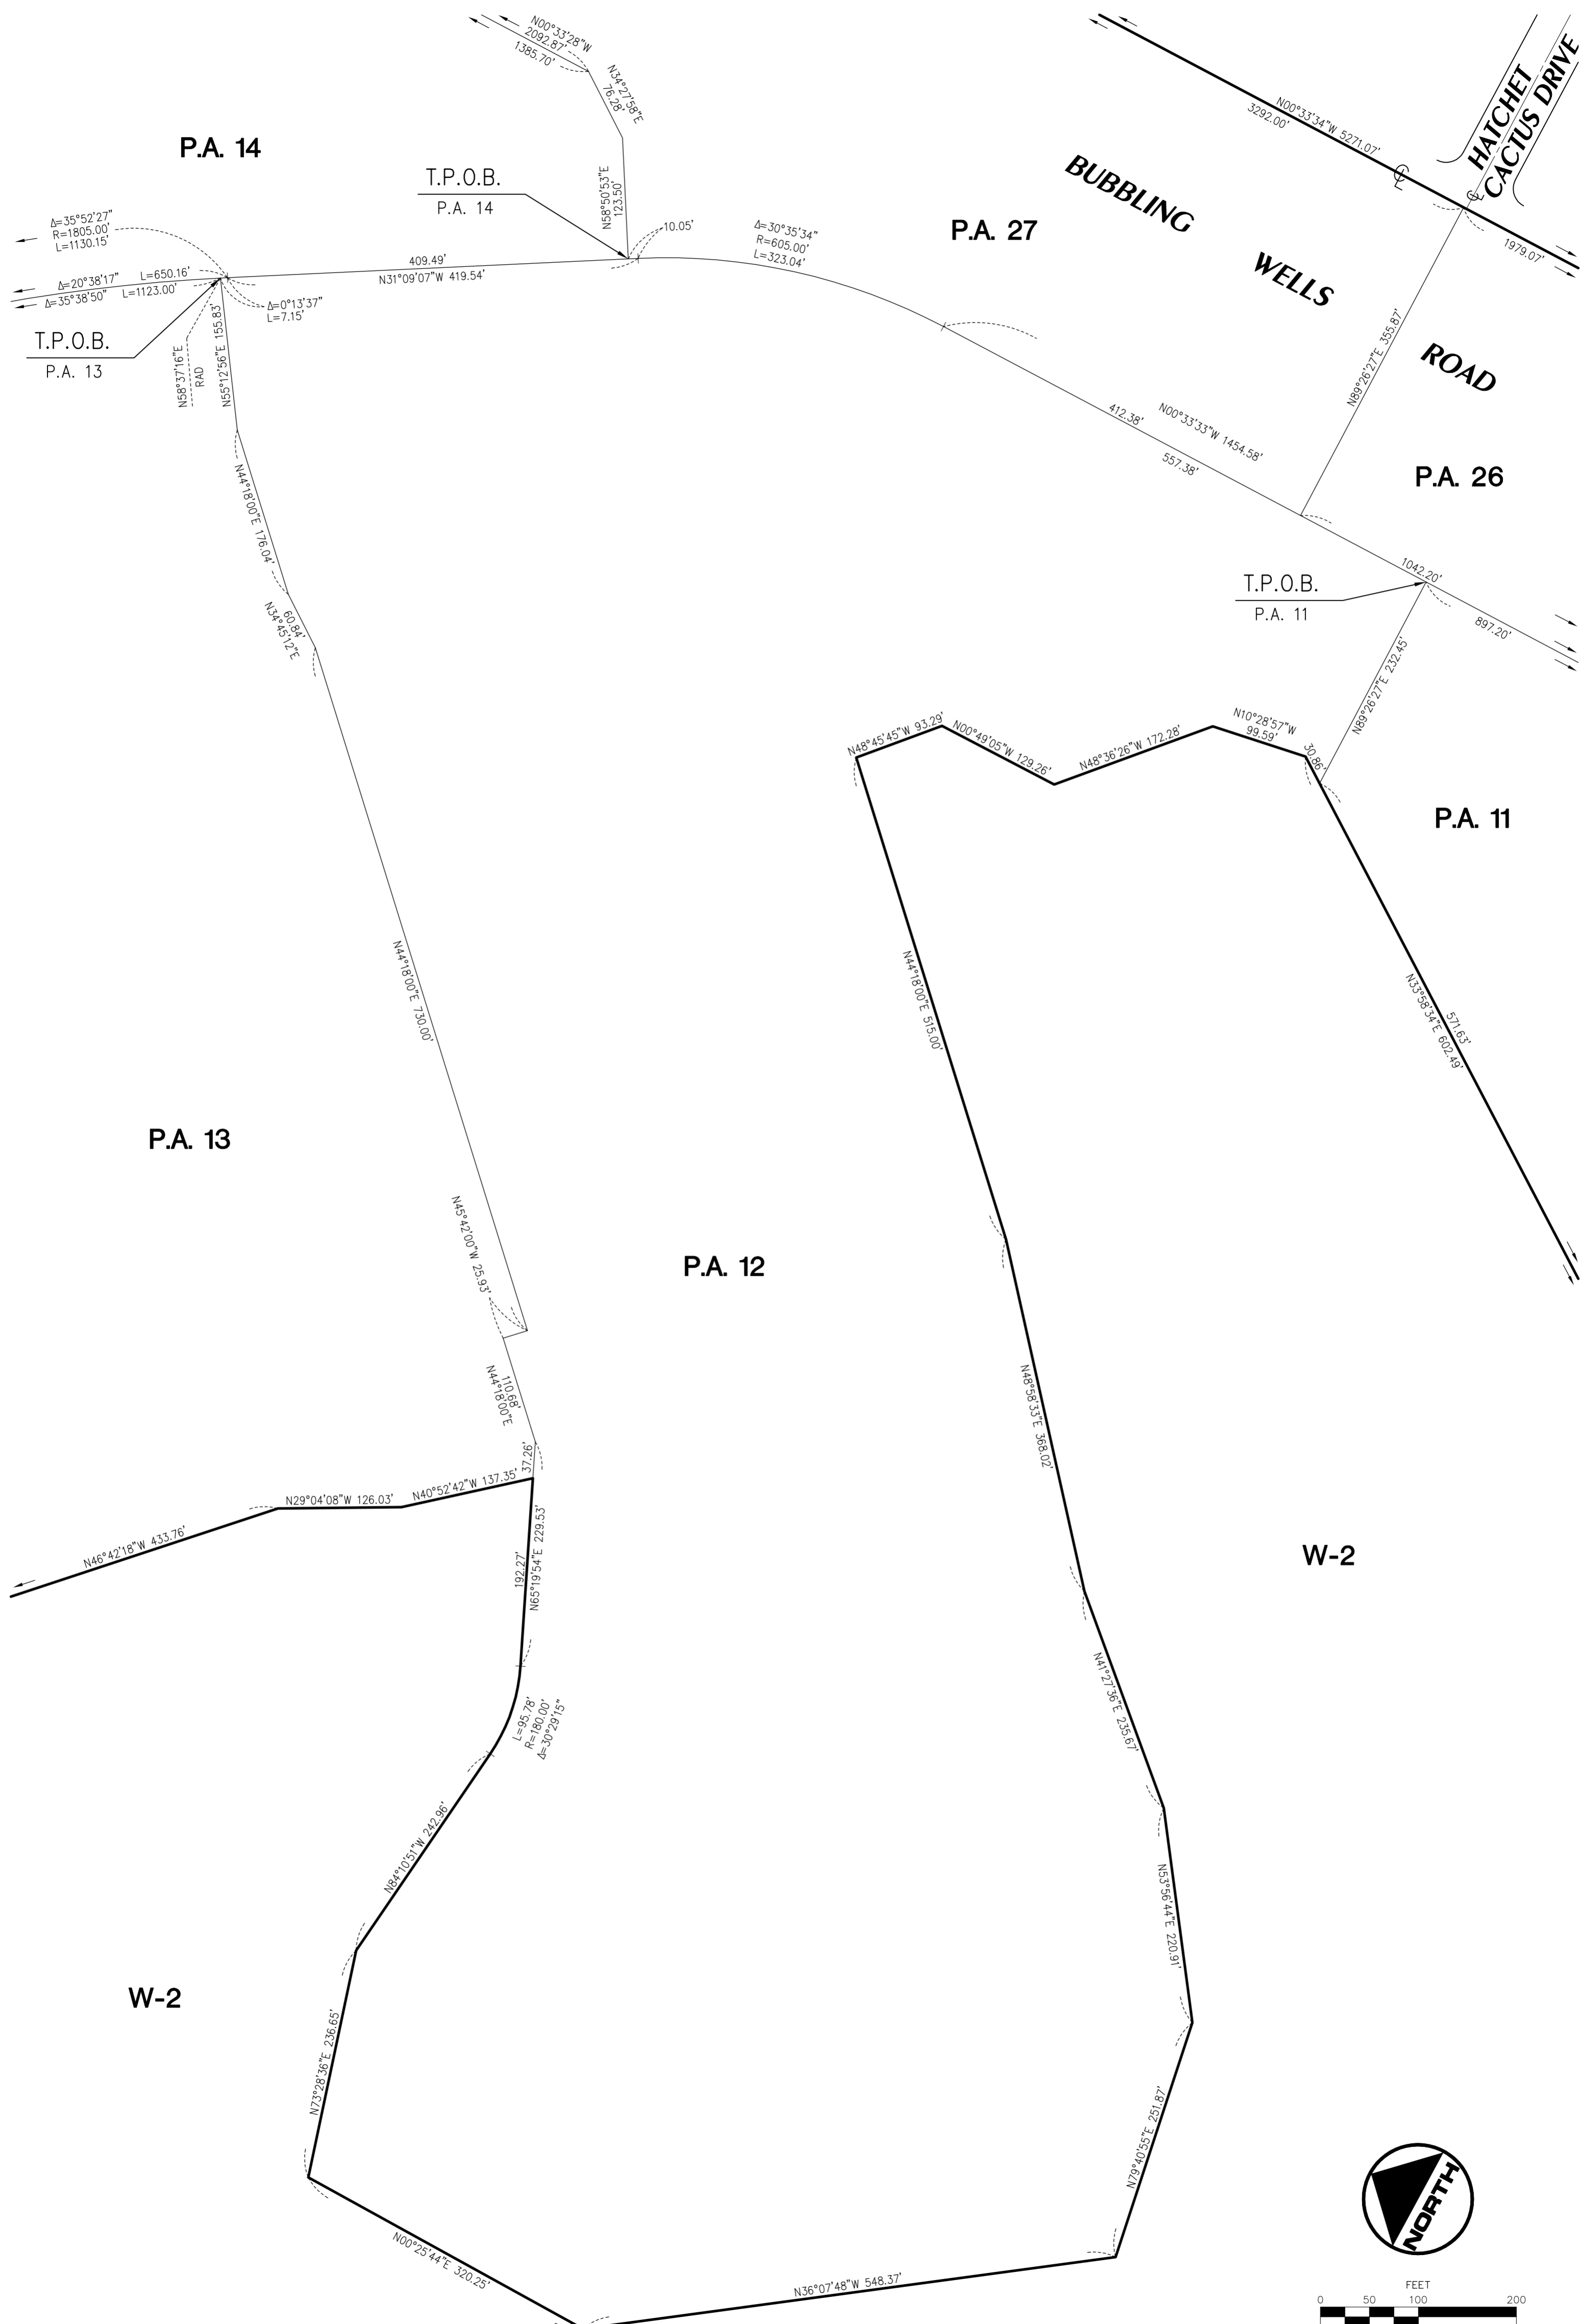 N00°33'28"W
2092.87'
1385.70'
N34°27'58"E
76.28'
HATCHET
CACTUS DRIVE
N00°33'34"W 5271.07'
3292.00'
P.A. 14
T.P.O.B.
P.A. 14
N58°50'53"E
123.50'
BUBBLING
WELLS
ROAD
P.A. 27
Δ=35°52'27"
R=1805.00'
L=1130.15'
10.05'
Δ=30°35'34"
R=605.00'
L=323.04'
℄
℄
1979.07'
409.49'
N31°09'07"W 419.54'
Δ=20°38'17" L=650.16'
Δ=35°38'50" L=1123.00'
Δ=0°13'37"
L=7.15'
T.P.O.B.
P.A. 13
N58°37'16"E
RAD
N55°12'56"E 155.83'
N89°26'27"E 355.87'
412.38'
N00°33'33"W 1454.58'
557.38'
P.A. 26
N44°18'00"E 176.04'
60.84'
N34°45'12"E
1042.20'
T.P.O.B.
P.A. 11
897.20'
N89°26'27"E 232.45'
N48°45'45"W 93.29'
N00°49'05"W 129.26'
N48°36'26"W 172.28'
N10°28'57"W
99.59'
30.86'
P.A. 11
N44°18'00"E 730.00'
N44°18'00"E 515.00'
571.63'
N33°58'34"E 602.49'
P.A. 13
N45°42'00"W 25.93'
P.A. 12
110.68'
N44°18'00"E
N48°58'33"E 368.02'
37.26'
N40°52'42"W 137.35'
N29°04'08"W 126.03'
N46°42'18"W 433.76'
192.27'
N65°19'54"E 229.53'
W-2
L=95.78'
R=180.00'
Δ=30°29'15"
N41°27'36"E 235.67'
N84°10'51"W 242.96'
N53°56'44"E 220.91'
W-2
N73°28'36"E 236.65'
N79°40'55"E 251.87'
N00°25'44"E 320.25'
N36°07'48"W 548.37'
NORTH
FEET
0 50 100 200